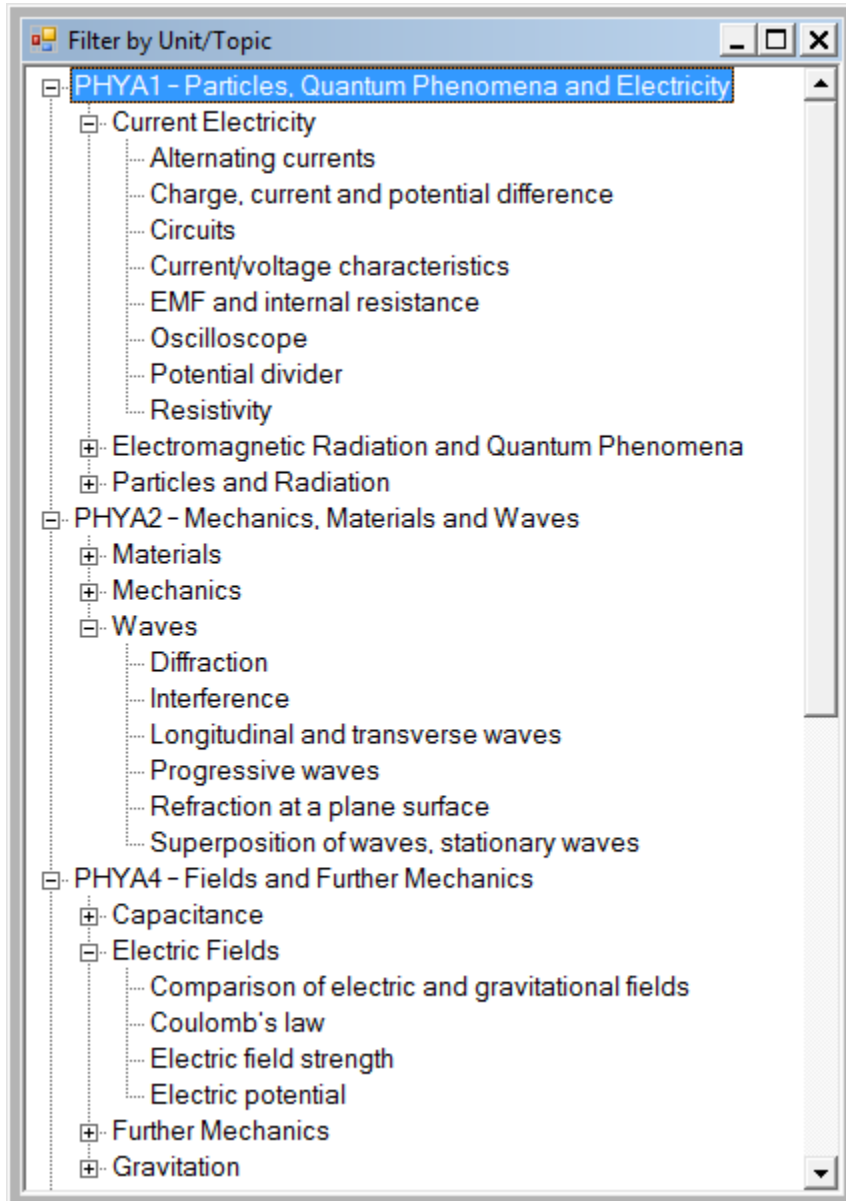 Filter by Unit/Topic
PHYA1 – Particles, Quantum Phenomena and Electricity
Current Electricity
Alternating currents
Charge, current and potential difference
Circuits
Current/voltage characteristics
EMF and internal resistance
Oscilloscope
Potential divider
Resistivity
Electromagnetic Radiation and Quantum Phenomena
Particles and Radiation
PHYA2 – Mechanics, Materials and Waves
Materials
Mechanics
Waves
Diffraction
Interference
Longitudinal and transverse waves
Progressive waves
Refraction at a plane surface
Superposition of waves, stationary waves
PHYA4 – Fields and Further Mechanics
Capacitance
Electric Fields
Comparison of electric and gravitational fields
Coulomb's law
Electric field strength
Electric potential
Further Mechanics
Gravitation